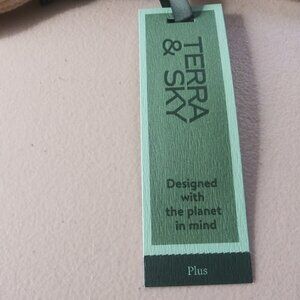 TERRA
& SKY
Designed
with
the planet
in mind
Plus